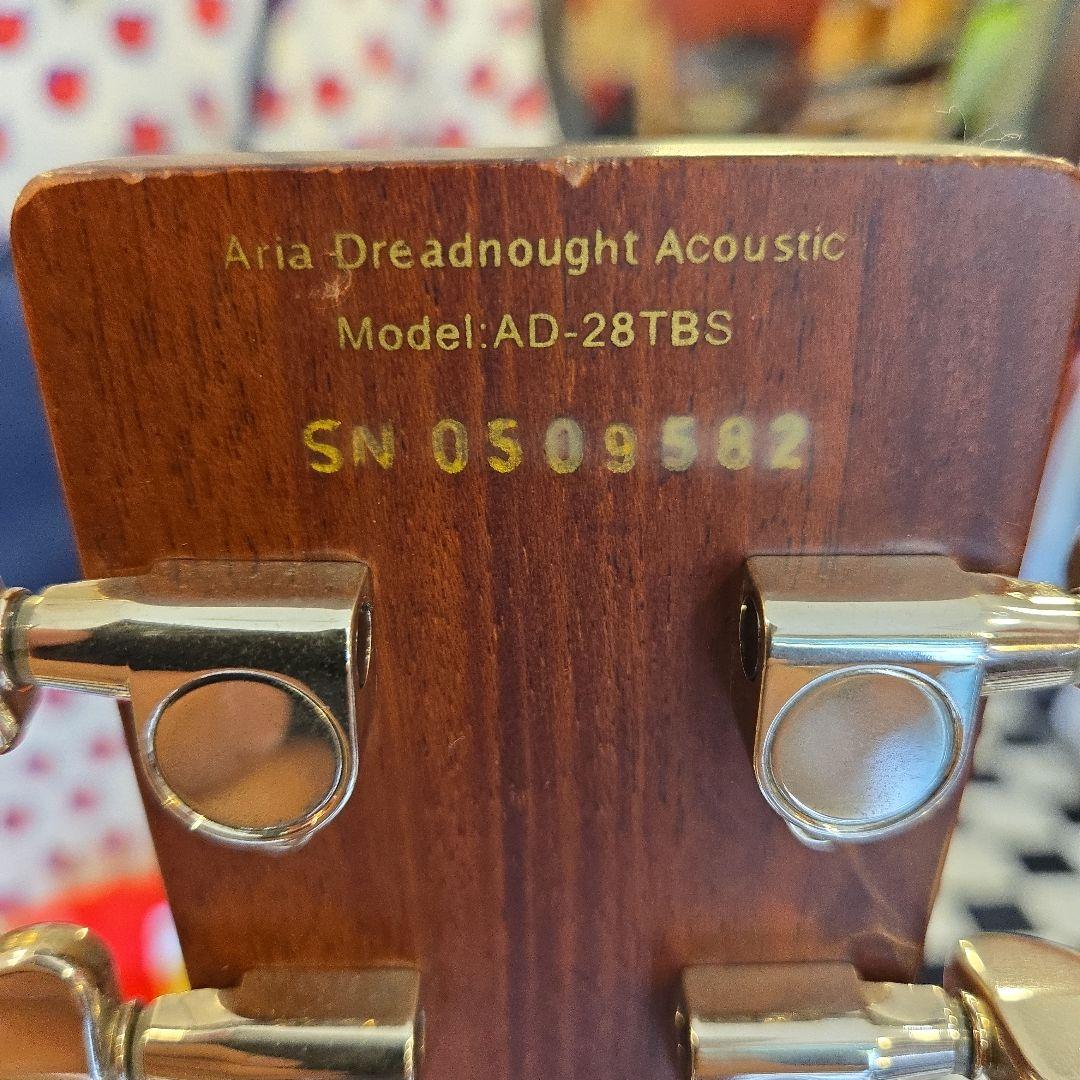 Aria Dreadnought Acoustic
Model:AD-28TBS
SN 0509582